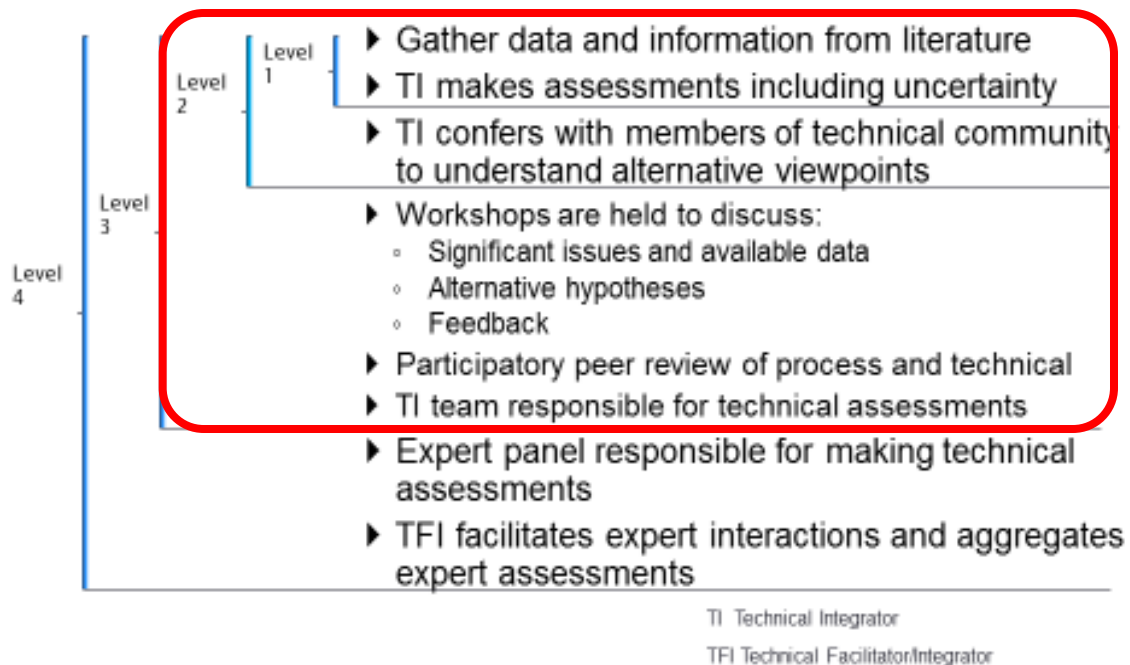 Level
1
Level
2
Level
3
Level
4
Gather data and information from literature
TI makes assessments including uncertainty
TI confers with members of technical community
to understand alternative viewpoints
Workshops are held to discuss:
Significant issues and available data
Alternative hypotheses
Feedback
Participatory peer review of process and technical
TI team responsible for technical assessments
Expert panel responsible for making technical
assessments
TFI facilitates expert interactions and aggregates
expert assessments
TI Technical Integrator
TFI Technical Facilitator/Integrator